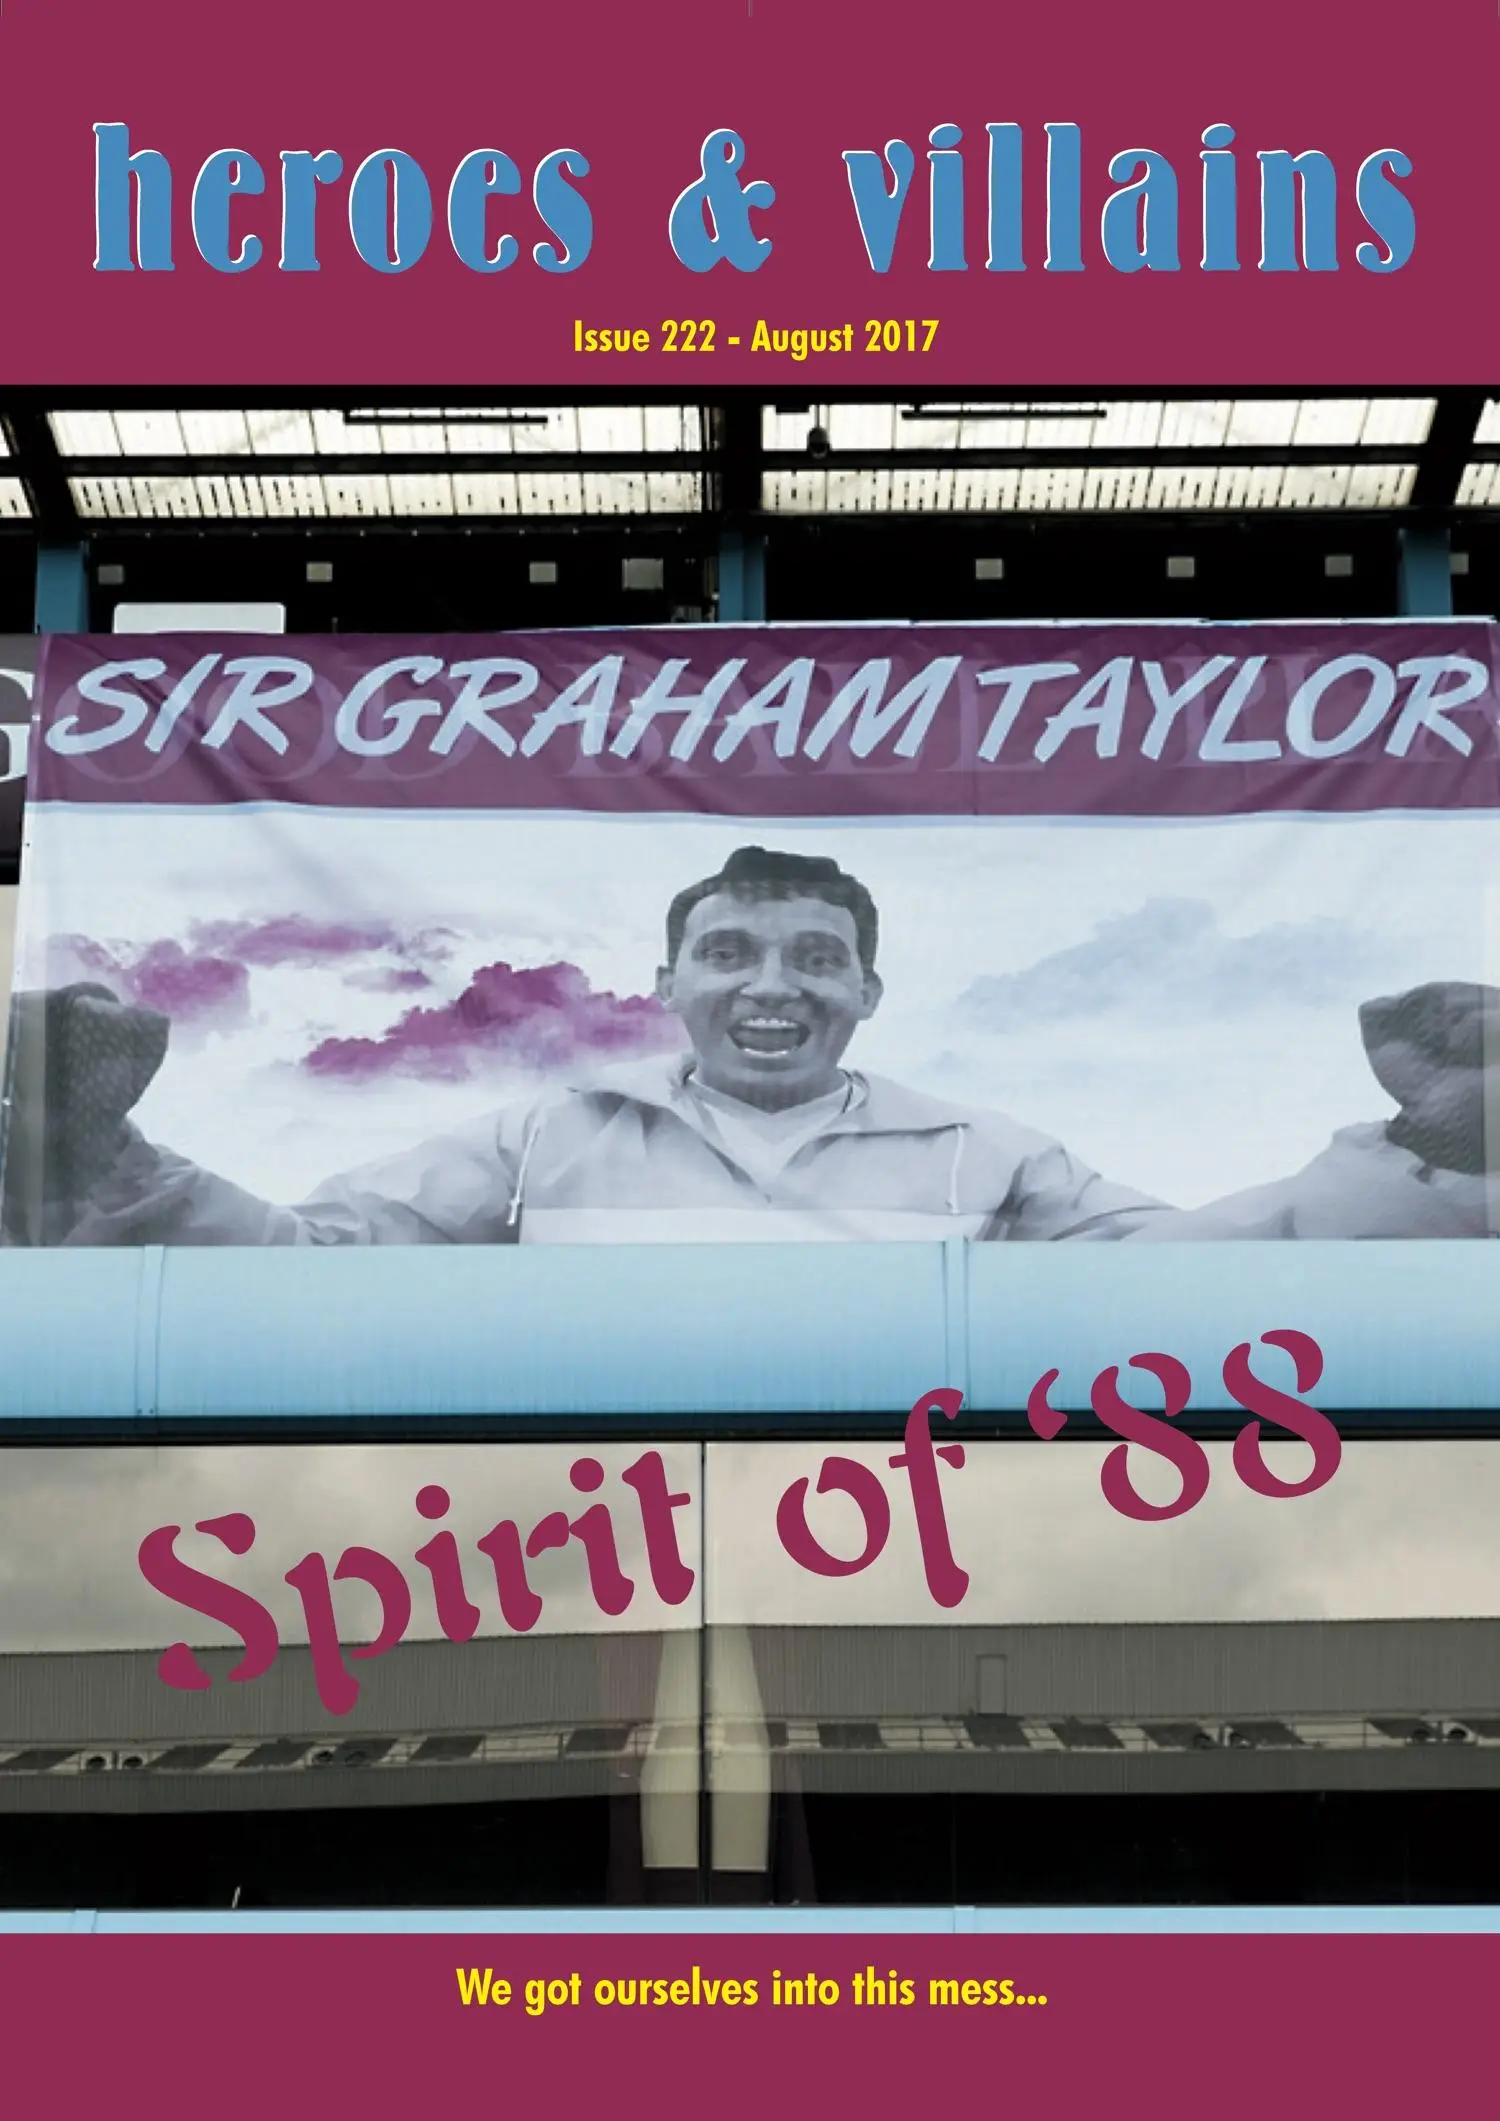 heroes & villains
Issue 222 - August 2017
SIR GRAHAM TAYLOR
Spirit of ‘88
We got ourselves into this mess...